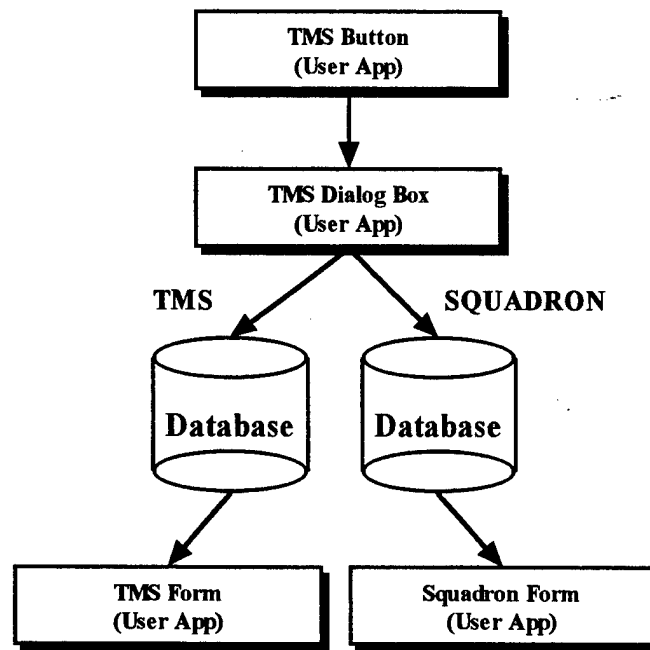 TMS Button
(User App)
TMS Dialog Box
(User App)
TMS
SQUADRON
Database
Database
TMS Form
(User App)
Squadron Form
(User App)